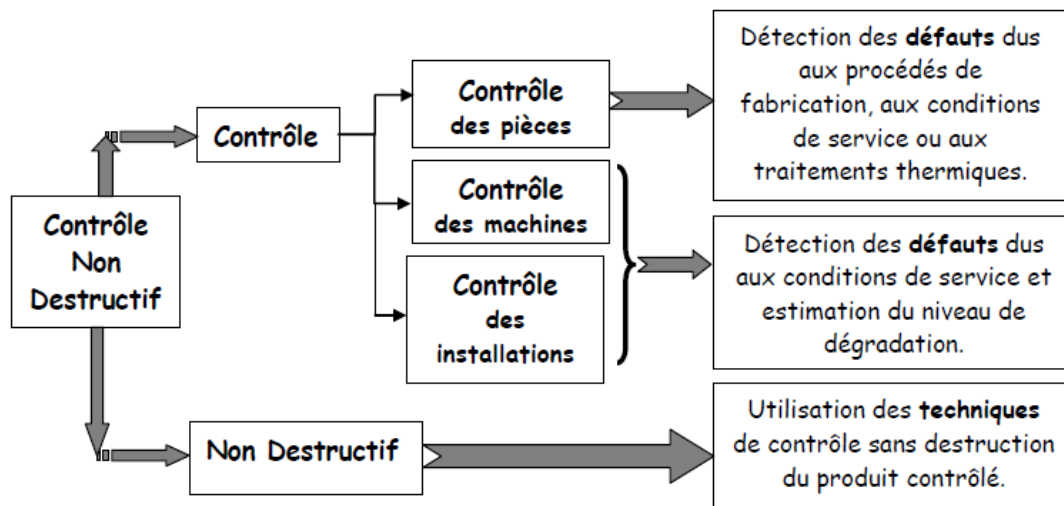 Contrôle
Non
Destructif
Contrôle
Contrôle
des pièces
Contrôle
des machines
Contrôle
des
installations
Détection des défauts dus
aux procédés de
fabrication, aux conditions
de service ou aux
traitements thermiques.
Détection des défauts dus
aux conditions de service et
estimation du niveau de
dégradation.
Non Destructif
Utilisation des techniques
de contrôle sans destruction
du produit contrôlé.